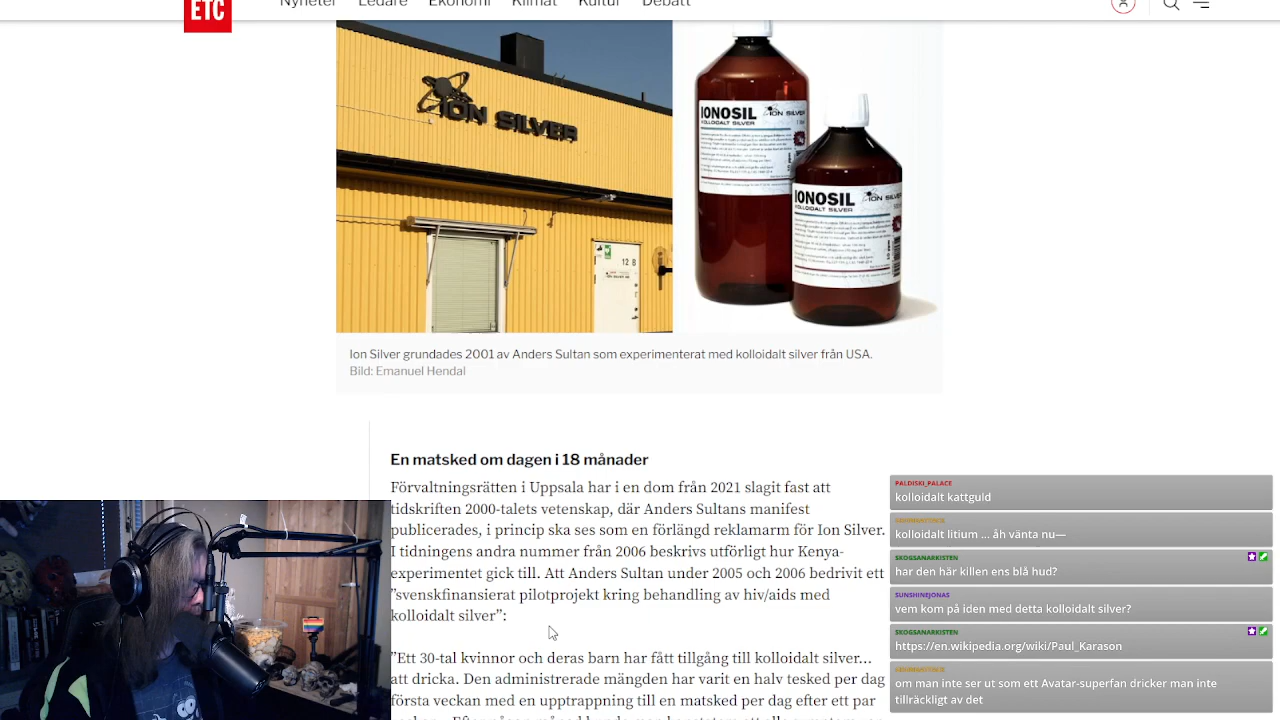 ETC
Nyheter Ledare Ekonomi Klimat Kultur Debatt
ION SILVER
12 B
IONOSIL ION SILVER
KOLLOIDALT SILVER
IONOSIL ION SILVER
KOLLOIDALT SILVER
Ion Silver grundades 2001 av Anders Sultan som experimenterat med kolloidalt silver från USA.
Bild: Emanuel Hendal
En matsked om dagen i 18 månader
Förvaltningsrätten i Uppsala har i en dom från 2021 slagit fast att
tidskriften 2000-talets vetenskap, där Anders Sultans manifest
publicerades, i princip ska ses som en förlängd reklamarm för Ion Silver.
I tidningens andra nummer från 2006 beskrivs utförligt hur Kenya-
experimentet gick till. Att Anders Sultan under 2005 och 2006 bedrivit ett
”svenskfinansierat pilotprojekt kring behandling av hiv/aids med
kolloidalt silver”:
”Ett 30-tal kvinnor och deras barn har fått tillgång till kolloidalt silver…
att dricka. Den administrerade mängden har varit en halv tesked per dag
första veckan med en upptrappning till en matsked per dag efter ett par
PALDISKI_PALACE
kolloidalt kattguld
kolloidalt litium ... åh vänta nu—
SKOGSANARKISTEN
har den här killen ens blå hud?
SUNSHINEJONAS
vem kom på iden med detta kolloidalt silver?
SKOGSANARKISTEN
https://en.wikipedia.org/wiki/Paul_Karason
om man inte ser ut som ett Avatar-superfan dricker man inte
tillräckligt av det